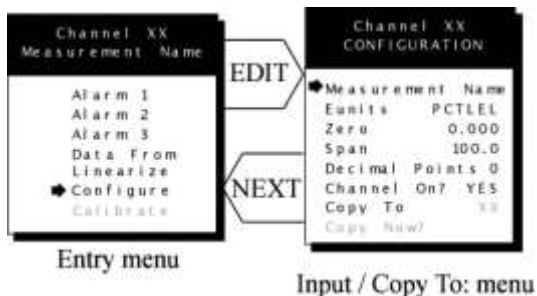 Channel XX
Measurement Name
Alarm 1
Alarm 2
Alarm 3
Data From
Linearize
Configure
Calibrate
Entry menu
EDIT
NEXT
Channel XX
CONFIGURATION
Measurement Name
Eunits PCTLEL
Zero 0.000
Span 100.0
Decimal Points 0
Channel On? YES
Copy To XX
Copy Now?
Input / Copy To: menu